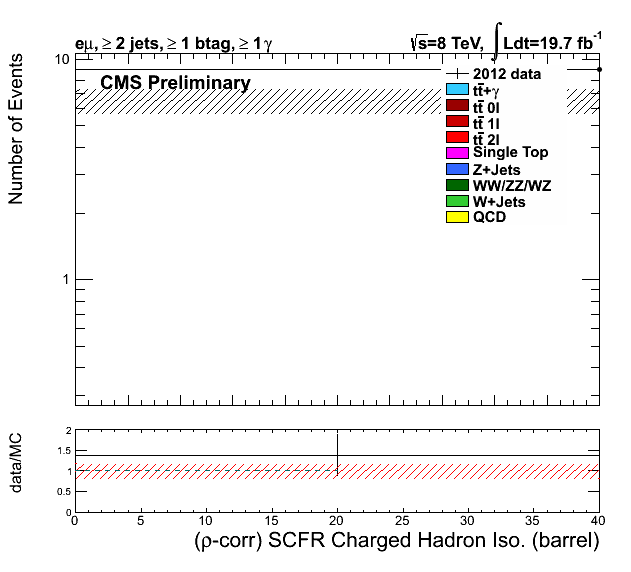 eμ, ≥ 2 jets, ≥ 1 btag, ≥ 1 γ
√s=8 TeV, ∫ Ldt=19.7 fb⁻¹
CMS Preliminary
2012 data
tt̄+γ
tt̄ 0l
tt̄ 1l
tt̄ 2l
Single Top
Z+Jets
WW/ZZ/WZ
W+Jets
QCD
Number of Events
10
1
data/MC
2
1.5
1
0.5
0
0 5 10 15 20 25 30 35 40
(ρ-corr) SCFR Charged Hadron Iso. (barrel)